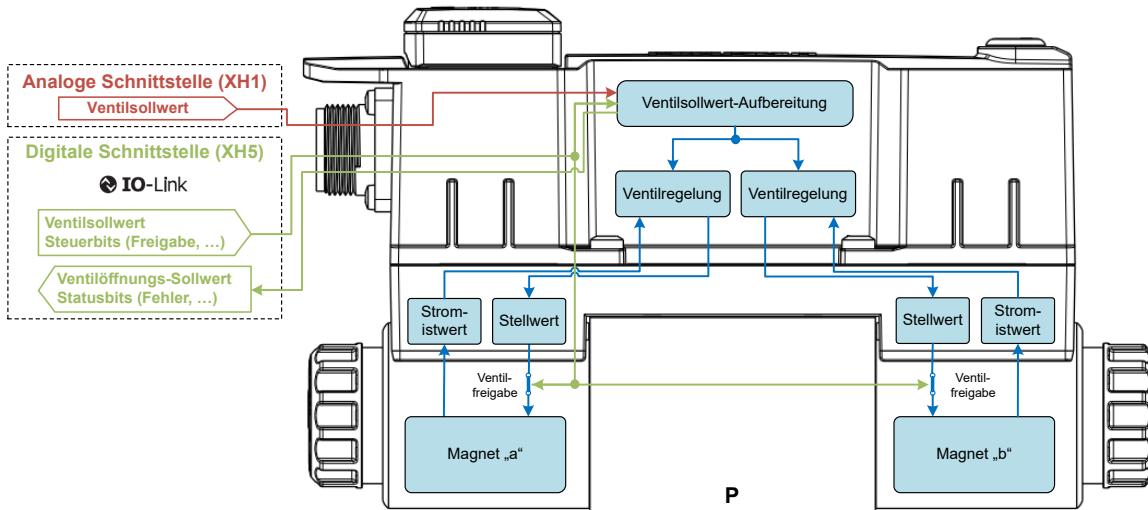 Analoge Schnittstelle (XH1)
Ventilsollwert
Digitale Schnittstelle (XH5)
IO-Link
Ventilsollwert
Steuerbits (Freigabe, …)
Ventilöffnungs-Sollwert
Statusbits (Fehler, …)
Ventilsollwert-Aufbereitung
Ventilregelung
Ventilregelung
Strom-
istwert
Stellwert
Stellwert
Strom-
istwert
Ventil-
freigabe
Ventil-
freigabe
Magnet „a“
Magnet „b“
P